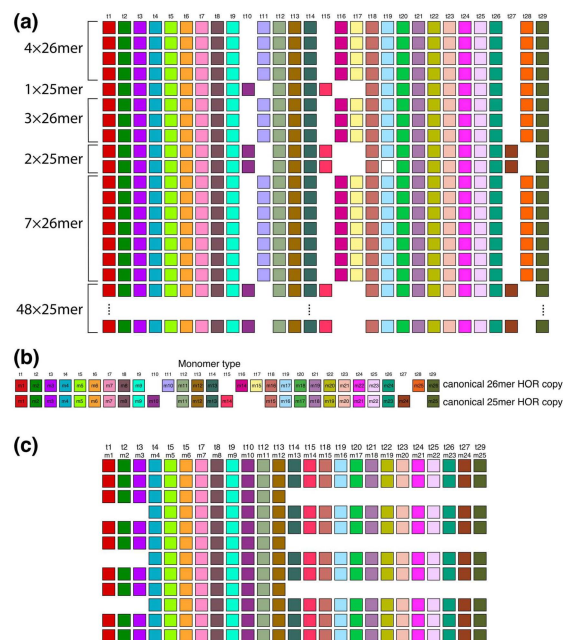 (a)
t1 t2 t3 t4 t5 t6 t7 t8 t9 t10 t11 t12 t13 t14 t15 t16 t17 t18 t19 t20 t21 t22 t23 t24 t25 t26 t27 t28 t29
4×26mer
1×25mer
3×26mer
2×25mer
7×26mer
48×25mer
(b)
Monomer type
t1 t2 t3 t4 t5 t6 t7 t8 t9 t10 t11 t12 t13 t14 t15 t16 t17 t18 t19 t20 t21 t22 t23 t24 t25 t26 t27 t28 t29
canonical 26mer HOR copy
canonical 25mer HOR copy
(c)
t1 t2 t3 t4 t5 t6 t7 t8 t9 t10 t12 t13 t14 t15 t18 t19 t20 t21 t22 t23 t24 t25 t26 t27 t29
m1 m2 m3 m4 m5 m6 m7 m8 m9 m10 m11 m12 m13 m14 m15 m16 m17 m18 m19 m20 m21 m22 m23 m24 m25